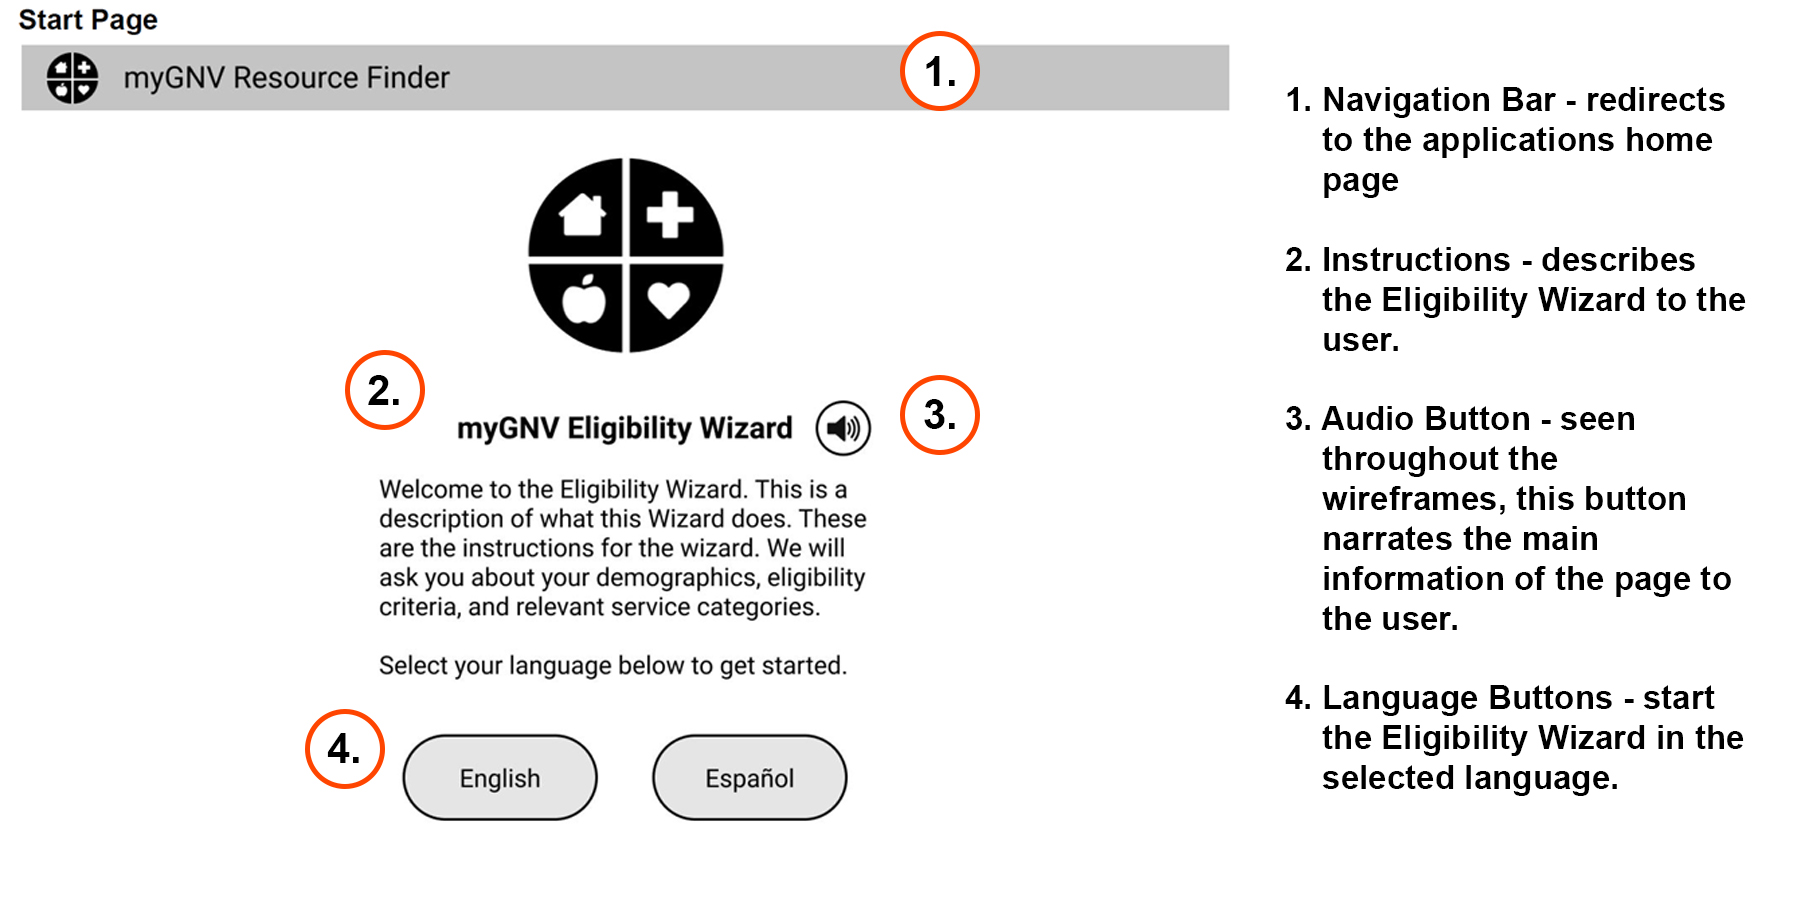 Start Page
myGNV Resource Finder
1.
2.
myGNV Eligibility Wizard
3.
Welcome to the Eligibility Wizard. This is a
description of what this Wizard does. These
are the instructions for the wizard. We will
ask you about your demographics, eligibility
criteria, and relevant service categories.
Select your language below to get started.
4.
English
Español
1. Navigation Bar - redirects
to the applications home
page
2. Instructions - describes
the Eligibility Wizard to the
user.
3. Audio Button - seen
throughout the
wireframes, this button
narrates the main
information of the page to
the user.
4. Language Buttons - start
the Eligibility Wizard in the
selected language.